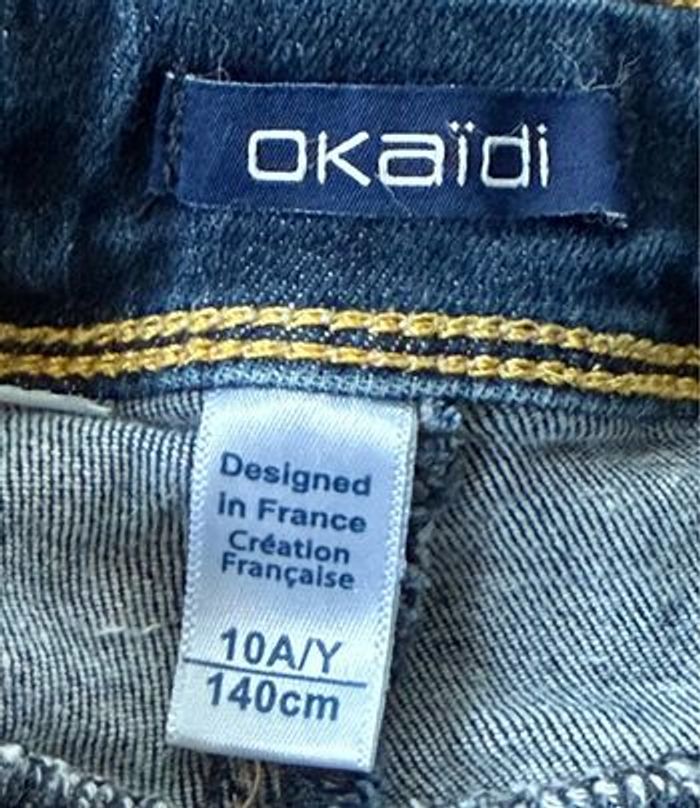 okaïdi
Designed
in France
Création
Française
10A/Y
140cm